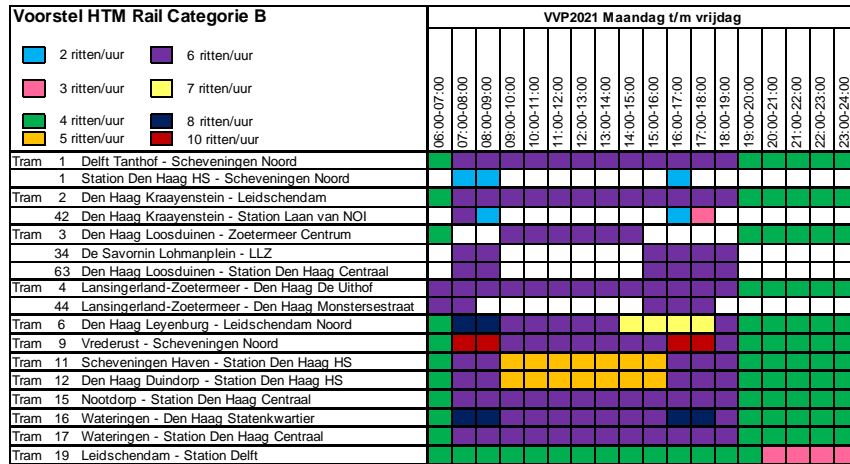 Voorstel HTM Rail Categorie B
VVP2021 Maandag t/m vrijdag
2 ritten/uur 6 ritten/uur
3 ritten/uur 7 ritten/uur
4 ritten/uur 8 ritten/uur
5 ritten/uur 10 ritten/uur
06:00-07:00 07:00-08:00 08:00-09:00 09:00-10:00 10:00-11:00 11:00-12:00 12:00-13:00 13:00-14:00 14:00-15:00 15:00-16:00 16:00-17:00 17:00-18:00 18:00-19:00 19:00-20:00 20:00-21:00 21:00-22:00 22:00-23:00 23:00-24:00
Tram 1 Delft Tanthof - Scheveningen Noord
1 Station Den Haag HS - Scheveningen Noord
Tram 2 Den Haag Kraayenstein - Leidschendam
42 Den Haag Kraayenstein - Station Laan van NOI
Tram 3 Den Haag Loosduinen - Zoetermeer Centrum
34 De Savornin Lohmanplein - LLZ
63 Den Haag Loosduinen - Station Den Haag Centraal
Tram 4 Lansingerland-Zoetermeer - Den Haag De Uithof
44 Lansingerland-Zoetermeer - Den Haag Monstersestraat
Tram 6 Den Haag Leyenburg - Leidschendam Noord
Tram 9 Vrederust - Scheveningen Noord
Tram 11 Scheveningen Haven - Station Den Haag HS
Tram 12 Den Haag Duindorp - Station Den Haag HS
Tram 15 Nootdorp - Station Den Haag Centraal
Tram 16 Wateringen - Den Haag Statenkwartier
Tram 17 Wateringen - Station Den Haag Centraal
Tram 19 Leidschendam - Station Delft